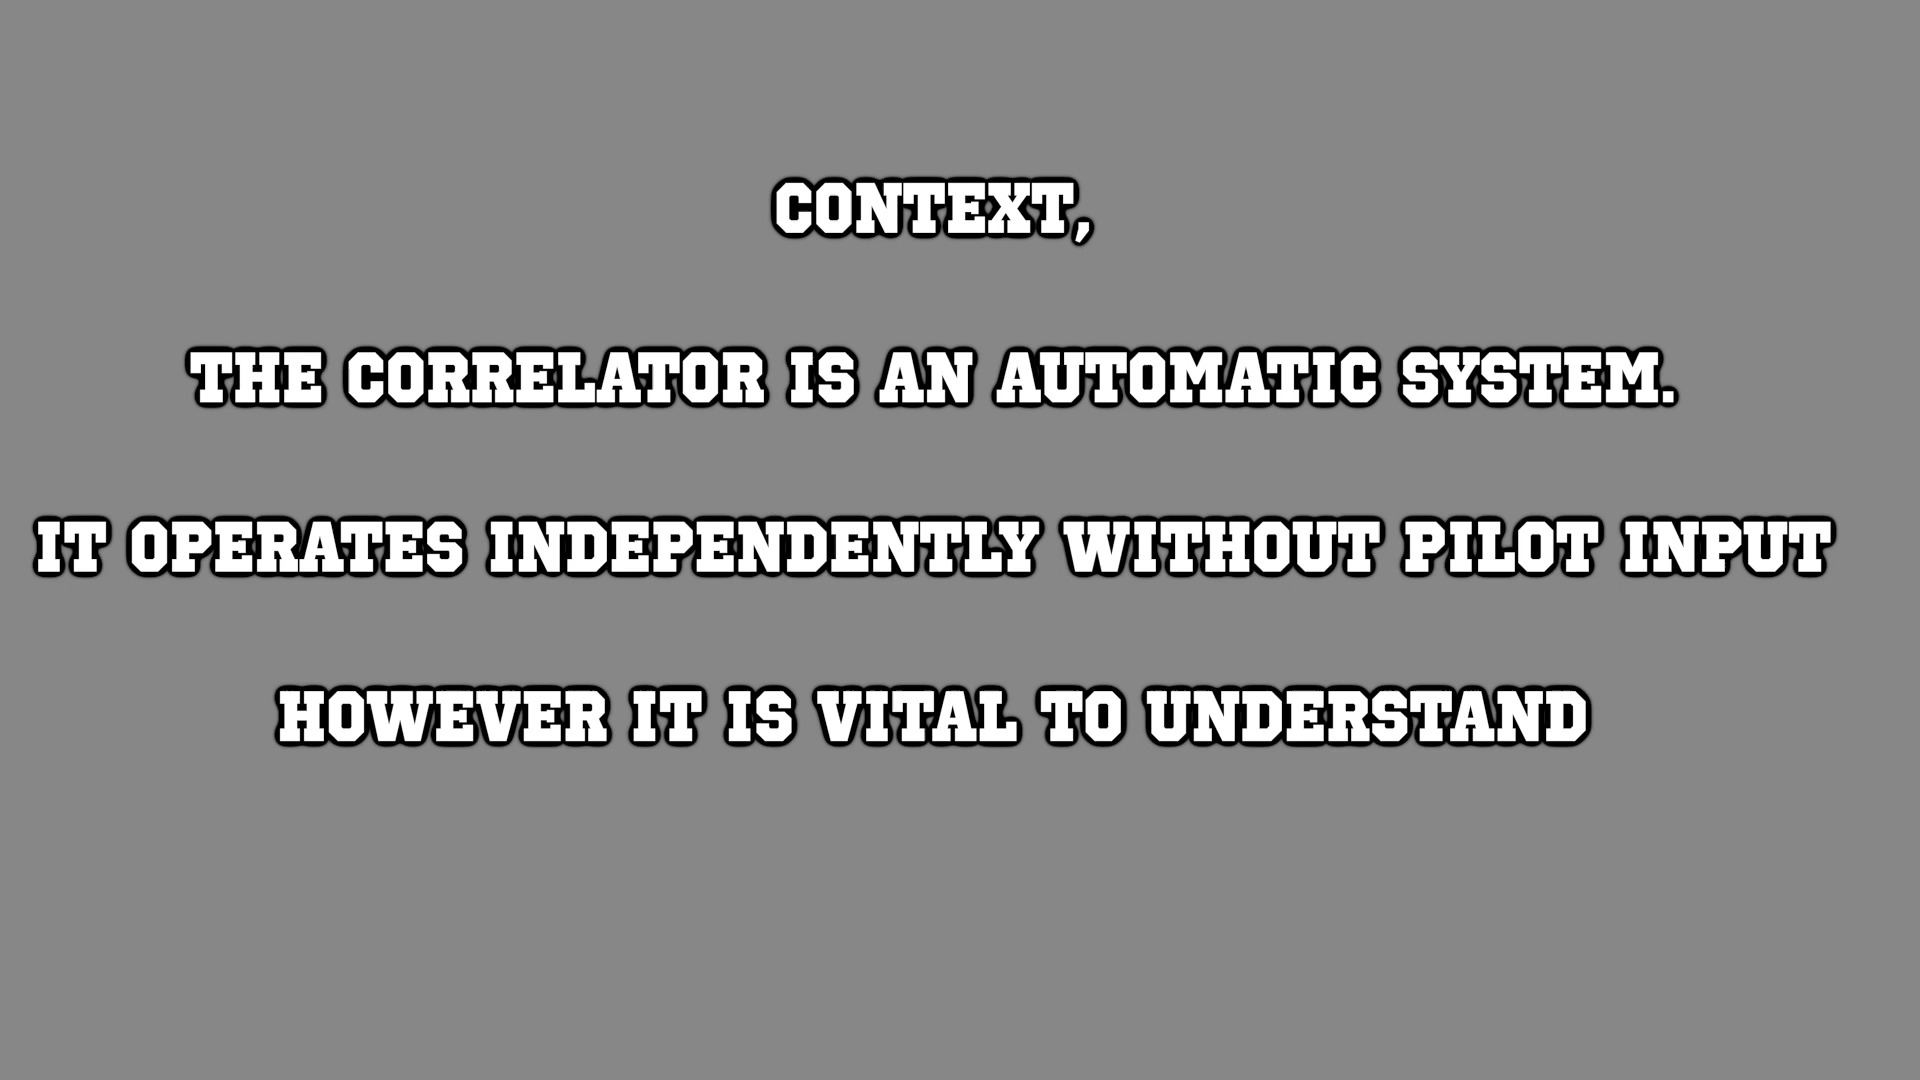 CONTEXT,
THE CORRELATOR IS AN AUTOMATIC SYSTEM.
IT OPERATES INDEPENDENTLY WITHOUT PILOT INPUT
HOWEVER IT IS VITAL TO UNDERSTAND